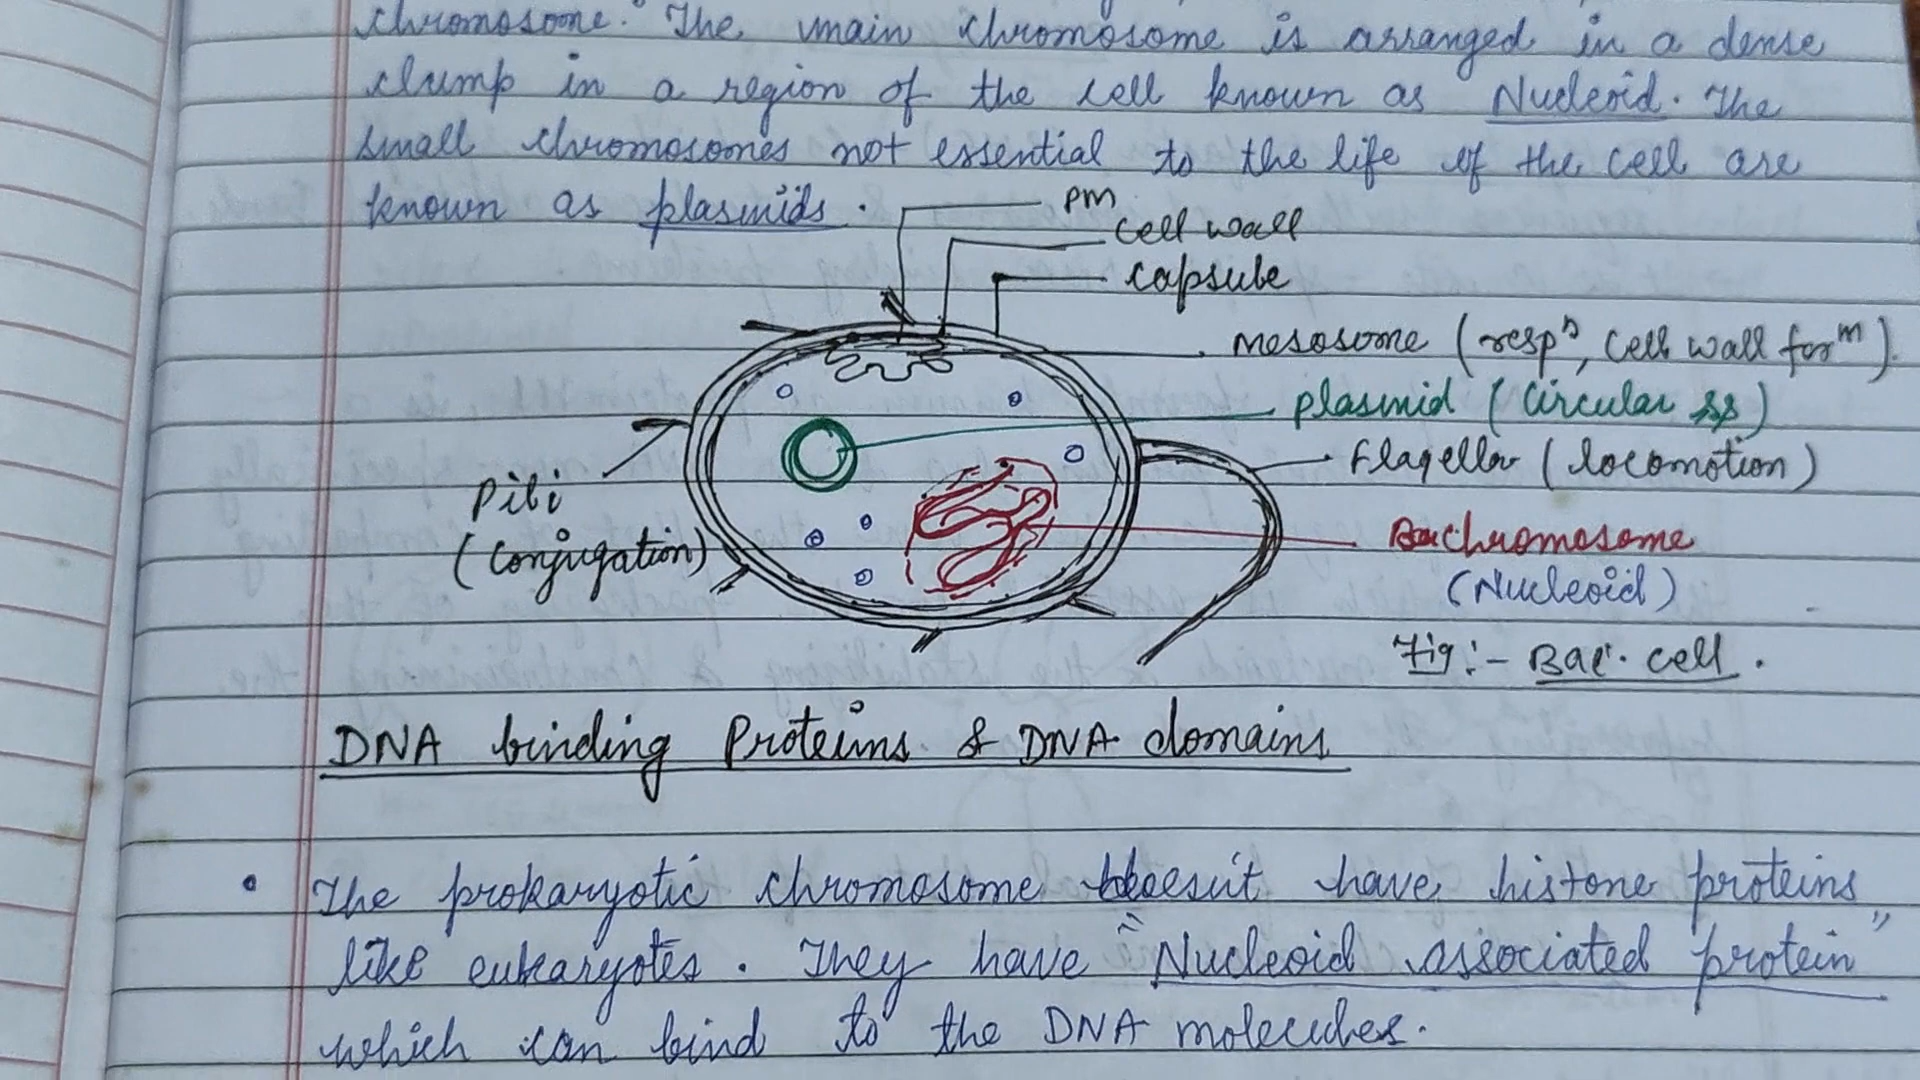 chromosome. The main chromosome is arranged in a dense
clump in a region of the cell known as Nucleoid. The
small chromosomes not essential to the life of the cell are
known as plasmids.
PM
cell wall
capsule
mesosome (respⁿ, cell wall forᵐ).
plasmid (Circular
Flagella (locomotion)
Pili
(Conjugation)
chromosome
(Nucleoid)
Fig:- Bac. cell.
DNA binding Proteins & DNA domains
• The prokaryotic chromosome doesn't have histone proteins
like eukaryotes. They have "Nucleoid associated protein"
which can bind to the DNA molecules.